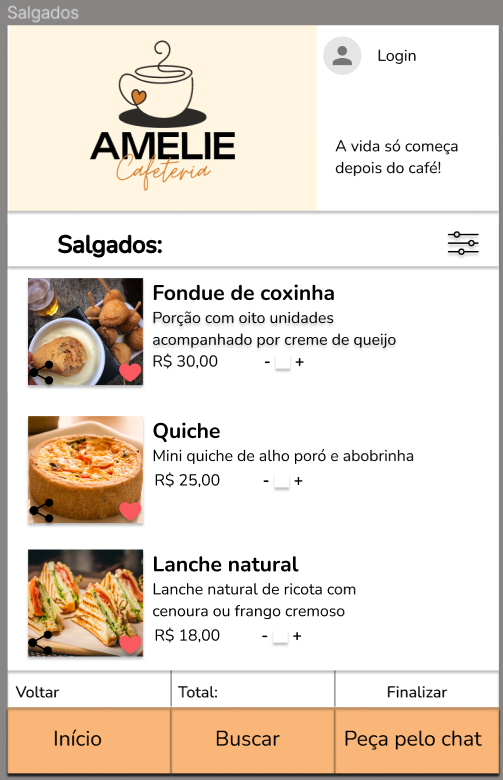 Salgados
AMELIE
Cafeteria
Login
A vida só começa
depois do café!
Salgados:
Fondue de coxinha
Porção com oito unidades
acompanhado por creme de queijo
R$ 30,00 - +
Quiche
Mini quiche de alho poró e abobrinha
R$ 25,00 - +
Lanche natural
Lanche natural de ricota com
cenoura ou frango cremoso
R$ 18,00 - +
Voltar
Total:
Finalizar
Início
Buscar
Peça pelo chat